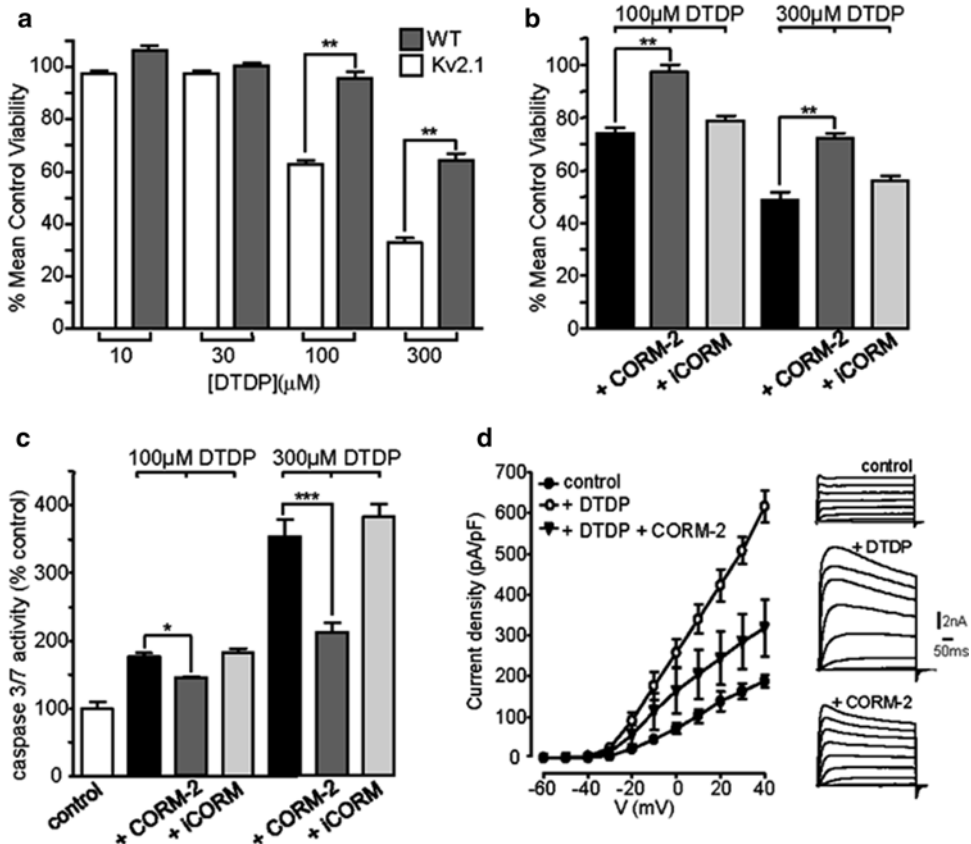 a
% Mean Control Viability
100
80
60
40
20
0
WT
Kv2.1
**
**
10
30
100
300
[DTDP](μM)
b
100μM DTDP
300μM DTDP
% Mean Control Viability
100
80
60
40
20
0
**
**
+ CORM-2
+ iCORM
+ CORM-2
+ iCORM
c
100μM DTDP
300μM DTDP
caspase 3/7 activity (% control)
400
300
200
100
0
*
***
control
+ CORM-2
+ iCORM
+ CORM-2
+ iCORM
d
Current density (pA/pF)
700
600
500
400
300
200
100
0
control
+ DTDP
+ DTDP + CORM-2
-60
-40
-20
0
20
40
V (mV)
control
+ DTDP
2nA
50ms
+ CORM-2